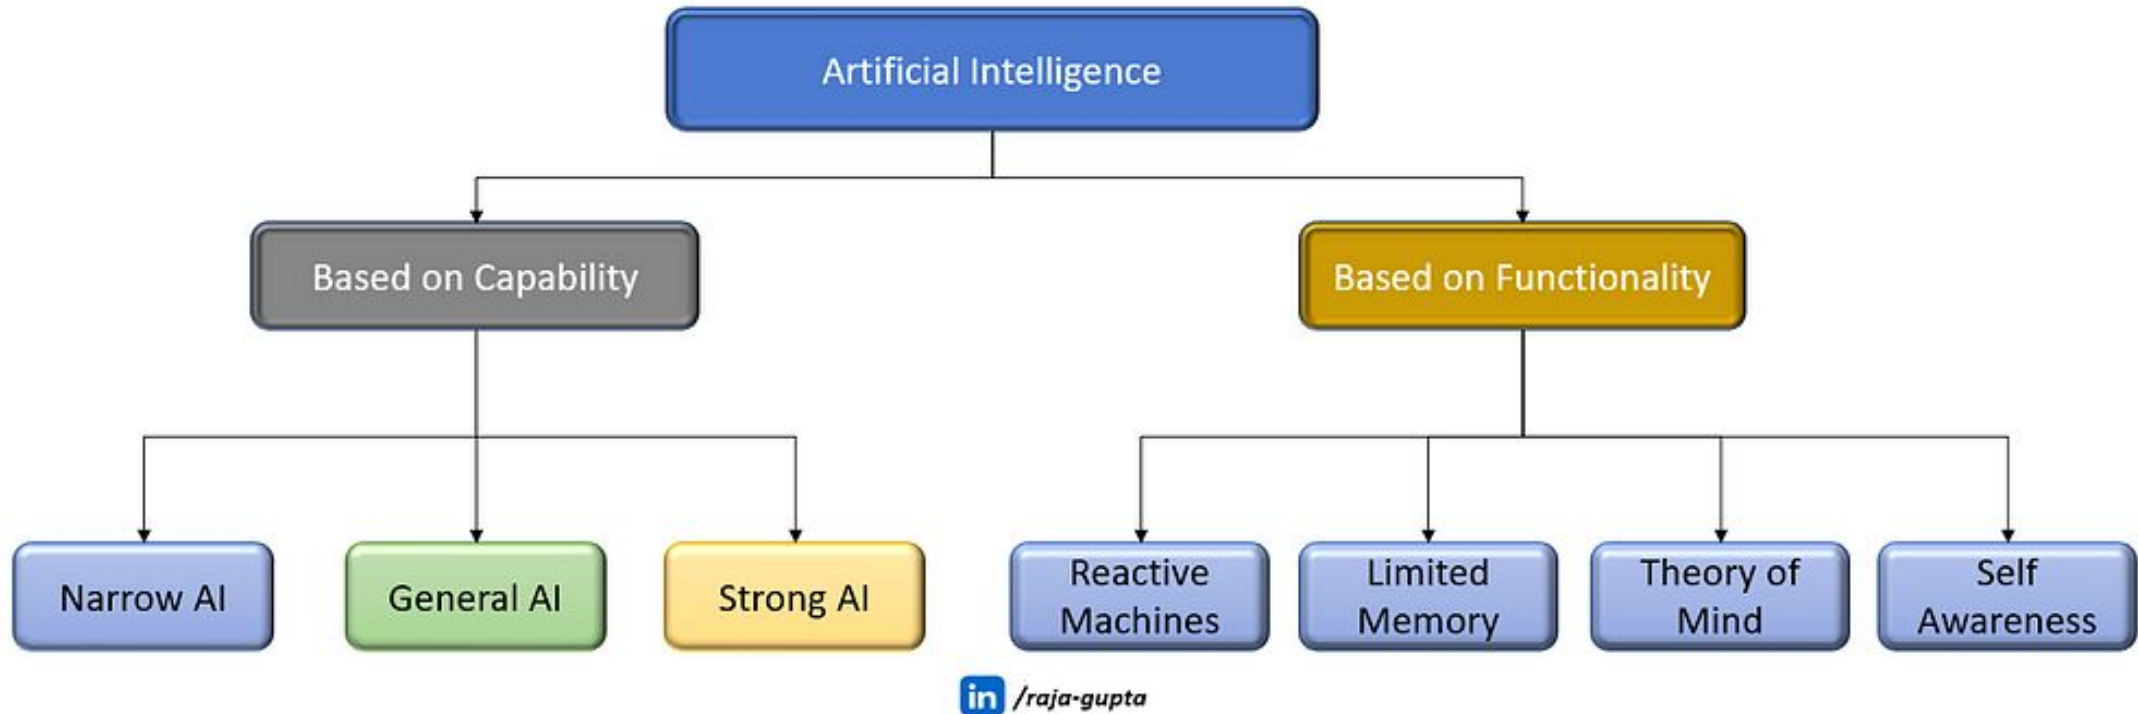 Artificial Intelligence
Based on Capability
Based on Functionality
Narrow AI
General AI
Strong AI
Reactive
Machines
Limited
Memory
Theory of
Mind
Self
Awareness
in /raja-gupta